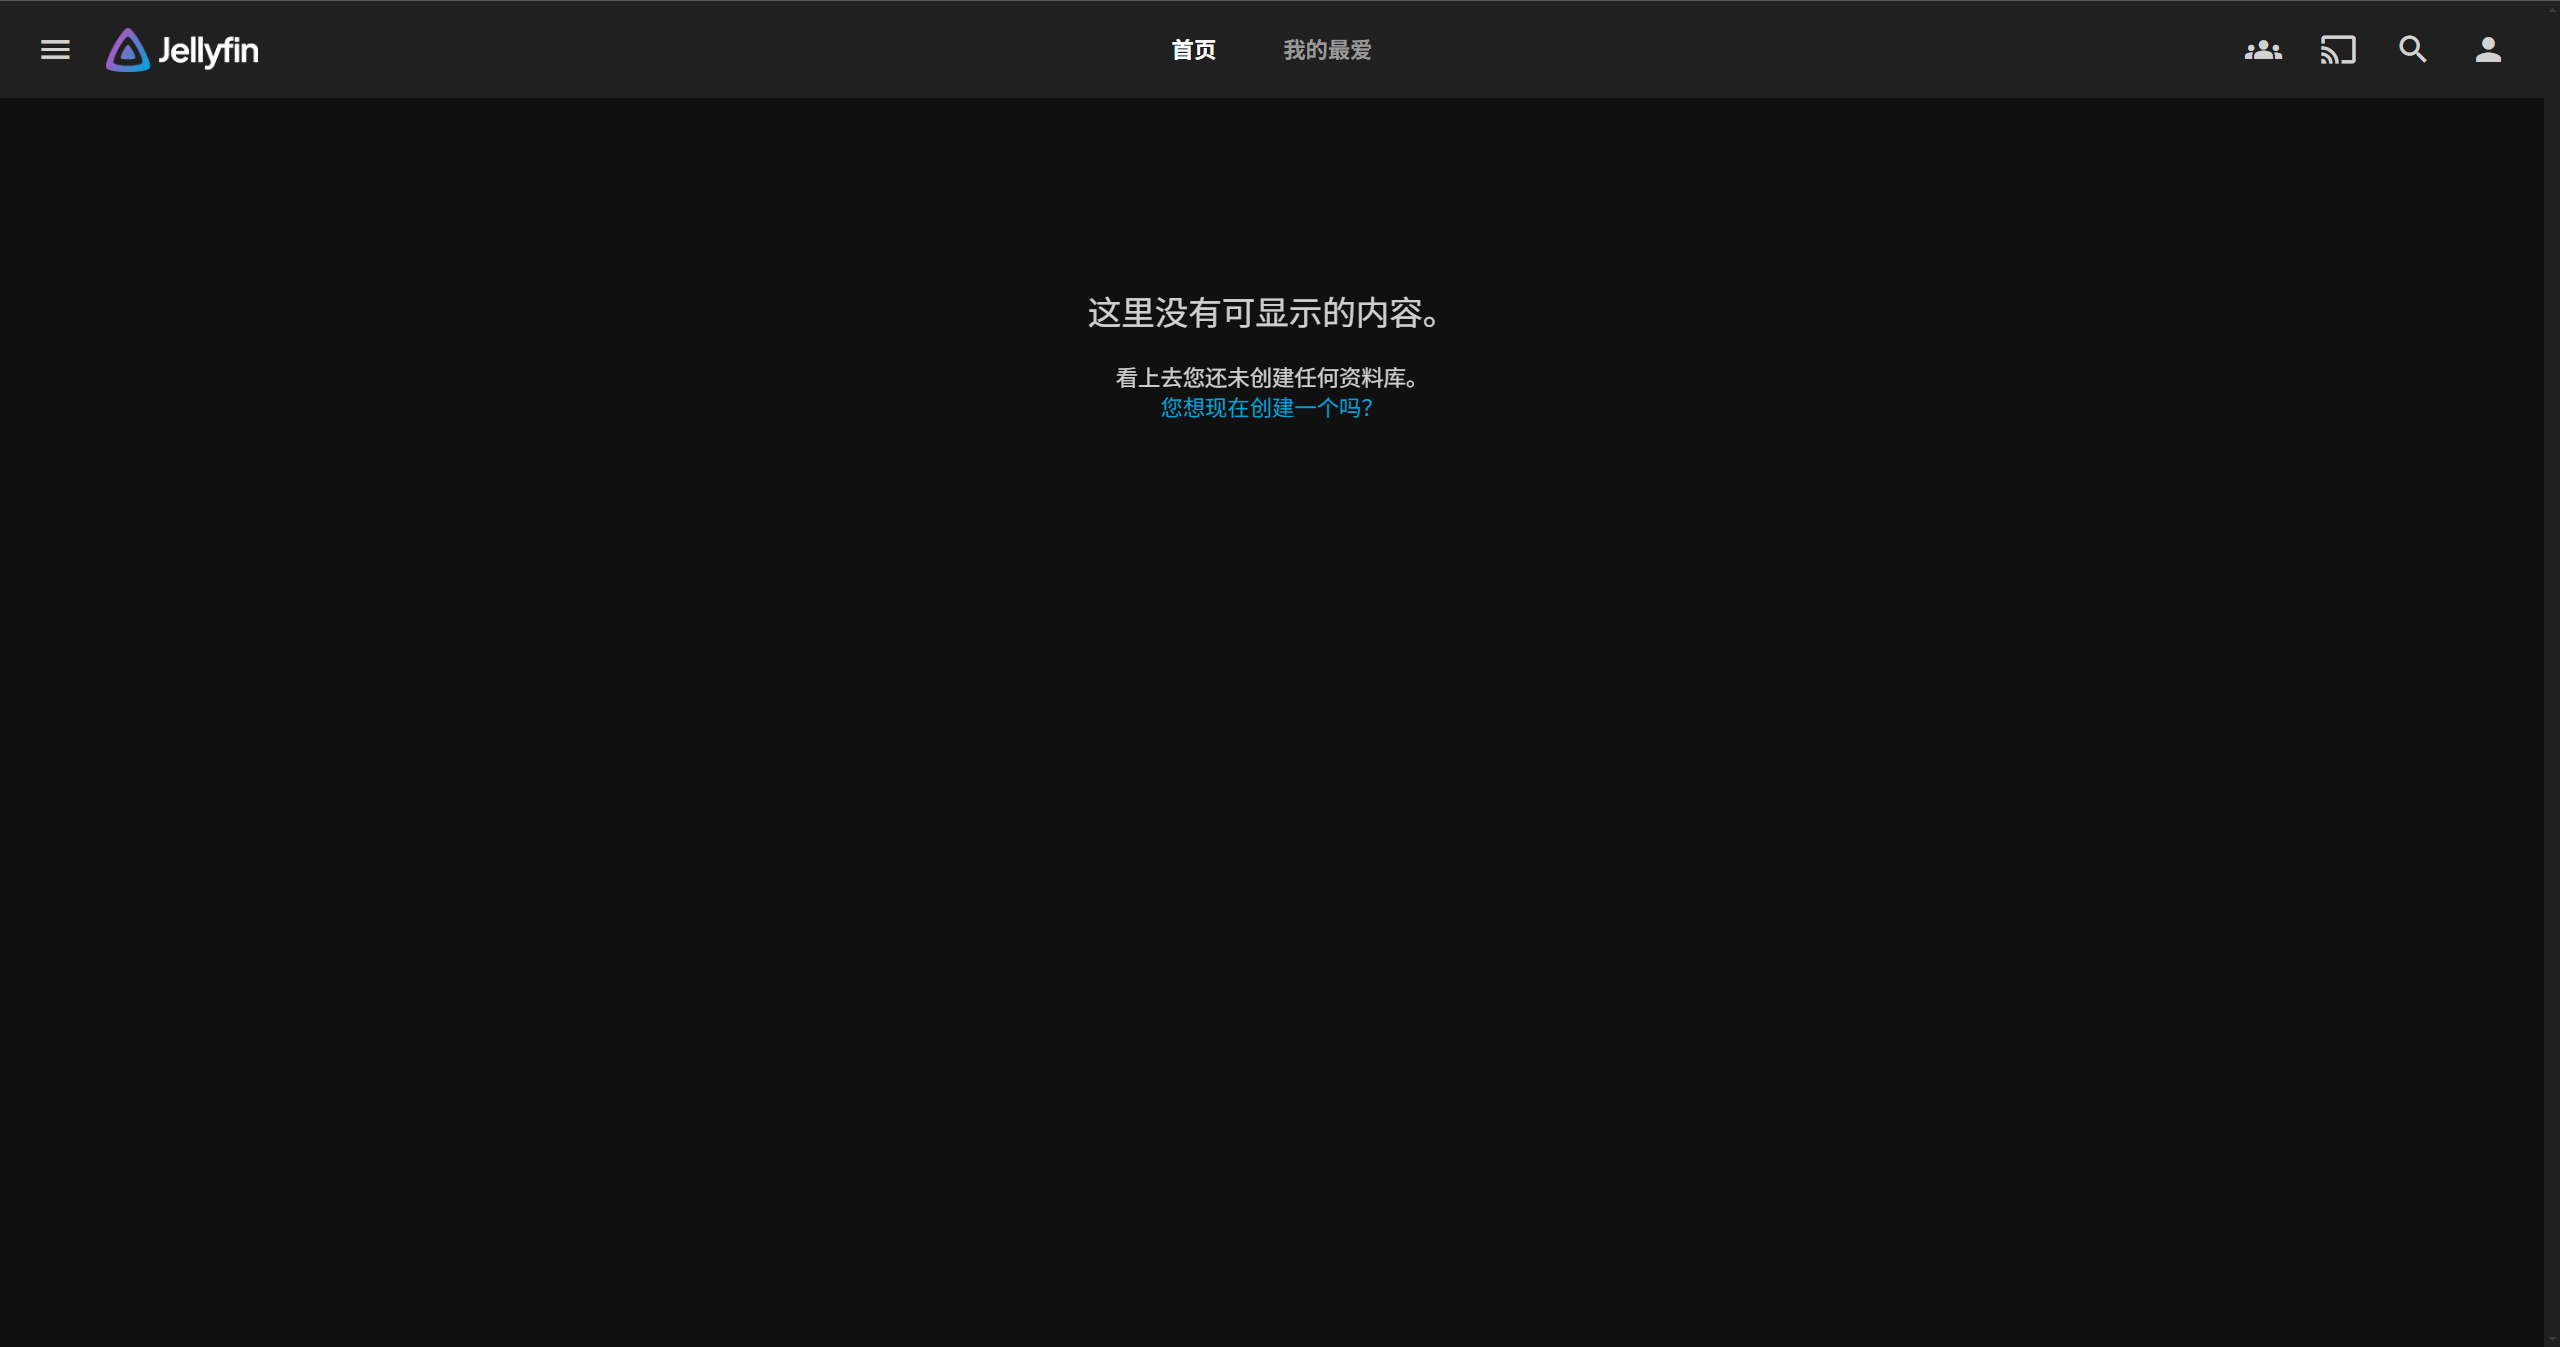 Jellyfin
首页
我的最爱
这里没有可显示的内容。
看上去您还未创建任何资料库。
您想现在创建一个吗？